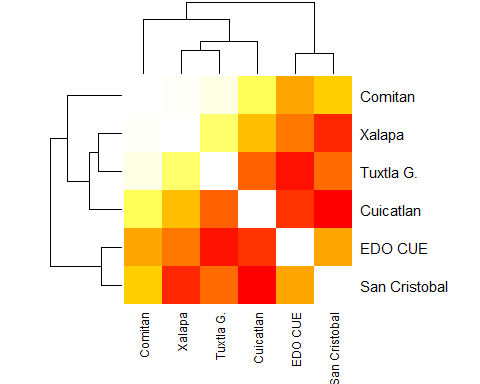 Comitan
Xalapa
Tuxtla G.
Cuicatlan
EDO CUE
San Cristobal
Comitan
Xalapa
Tuxtla G.
Cuicatlan
EDO CUE
San Cristobal